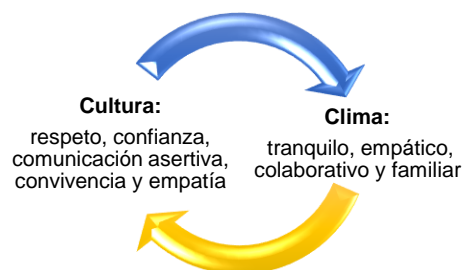 Cultura:
respeto, confianza,
comunicación asertiva,
convivencia y empatía
Clima:
tranquilo, empático,
colaborativo y familiar